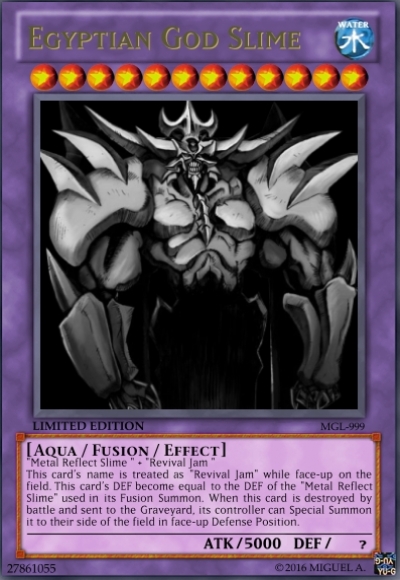 EGYPTIAN GOD SLIME
WATER
水
LIMITED EDITION
MGL-999
[AQUA / FUSION / EFFECT]
"Metal Reflect Slime " + "Revival Jam "
This card's name is treated as "Revival Jam" while face-up on the
field. This card's DEF become equal to the DEF of the "Metal Reflect
Slime" used in its Fusion Summon. When this card is destroyed by
battle and sent to the Graveyard, its controller can Special Summon
it to their side of the field in face-up Defense Position.
ATK/5000 DEF/ ?
27861055
©2016 MIGUEL A.